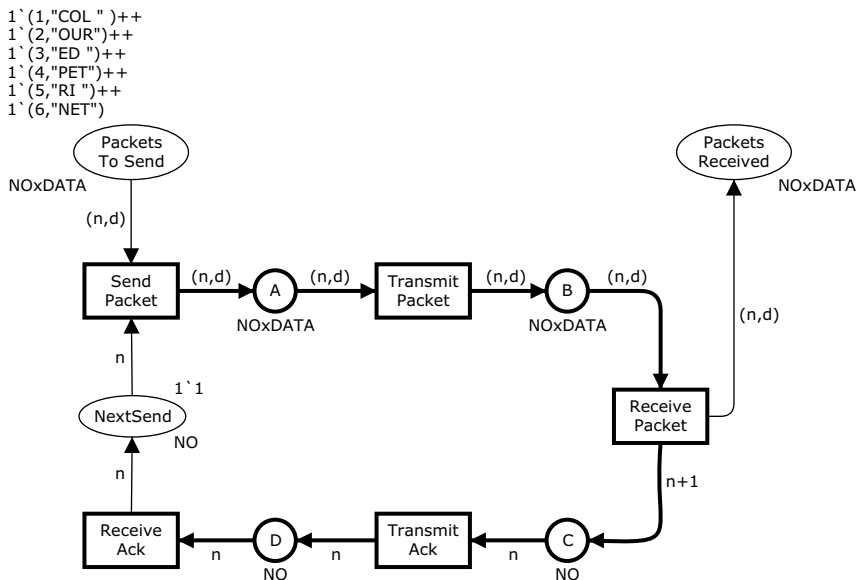 1`(1,"COL " )++
1`(2,"OUR")++
1`(3,"ED ")++
1`(4,"PET")++
1`(5,"RI ")++
1`(6,"NET")
Packets
To Send
NOxDATA
(n,d)
Packets
Received
NOxDATA
Send
Packet
(n,d)
A
NOxDATA
(n,d)
Transmit
Packet
(n,d)
B
NOxDATA
(n,d)
(n,d)
n
1`1
NextSend
NO
n
Receive
Packet
n+1
Receive
Ack
n
D
NO
n
Transmit
Ack
n
C
NO